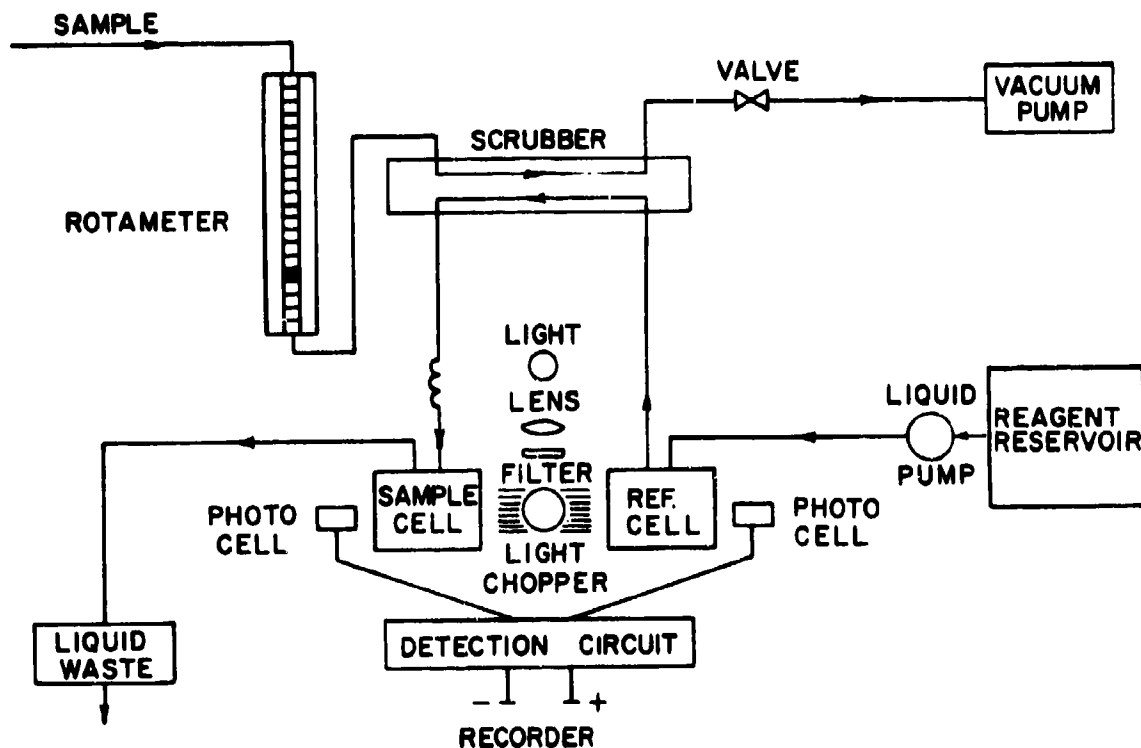 SAMPLE
VALVE
VACUUM
PUMP
SCRUBBER
ROTAMETER
LIGHT
LENS
FILTER
LIGHT
CHOPPER
LIQUID
PUMP
REAGENT
RESERVOIR
SAMPLE
CELL
REF.
CELL
PHOTO
CELL
PHOTO
CELL
LIQUID
WASTE
DETECTION CIRCUIT
- +
RECORDER